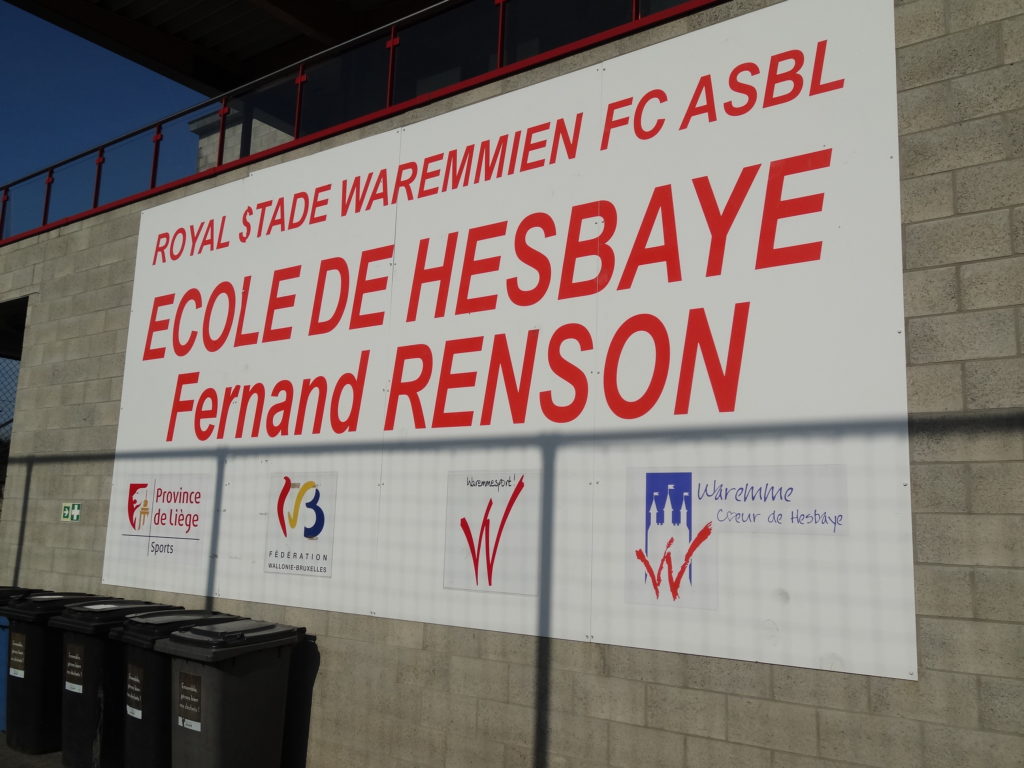 ROYAL STADE WAREMMIEN FC ASBL
ECOLE DE HESBAYE
Fernand RENSON
Province
de Liège
Sports
FÉDÉRATION
WALLONIE-BRUXELLES
Waremmesport!
Waremme
Cœur de Hesbaye